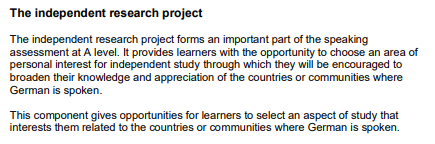 The independent research project
The independent research project forms an important part of the speaking
assessment at A level. It provides learners with the opportunity to choose an area of
personal interest for independent study through which they will be encouraged to
broaden their knowledge and appreciation of the countries or communities where
German is spoken.
This component gives opportunities for learners to select an aspect of study that
interests them related to the countries or communities where German is spoken.